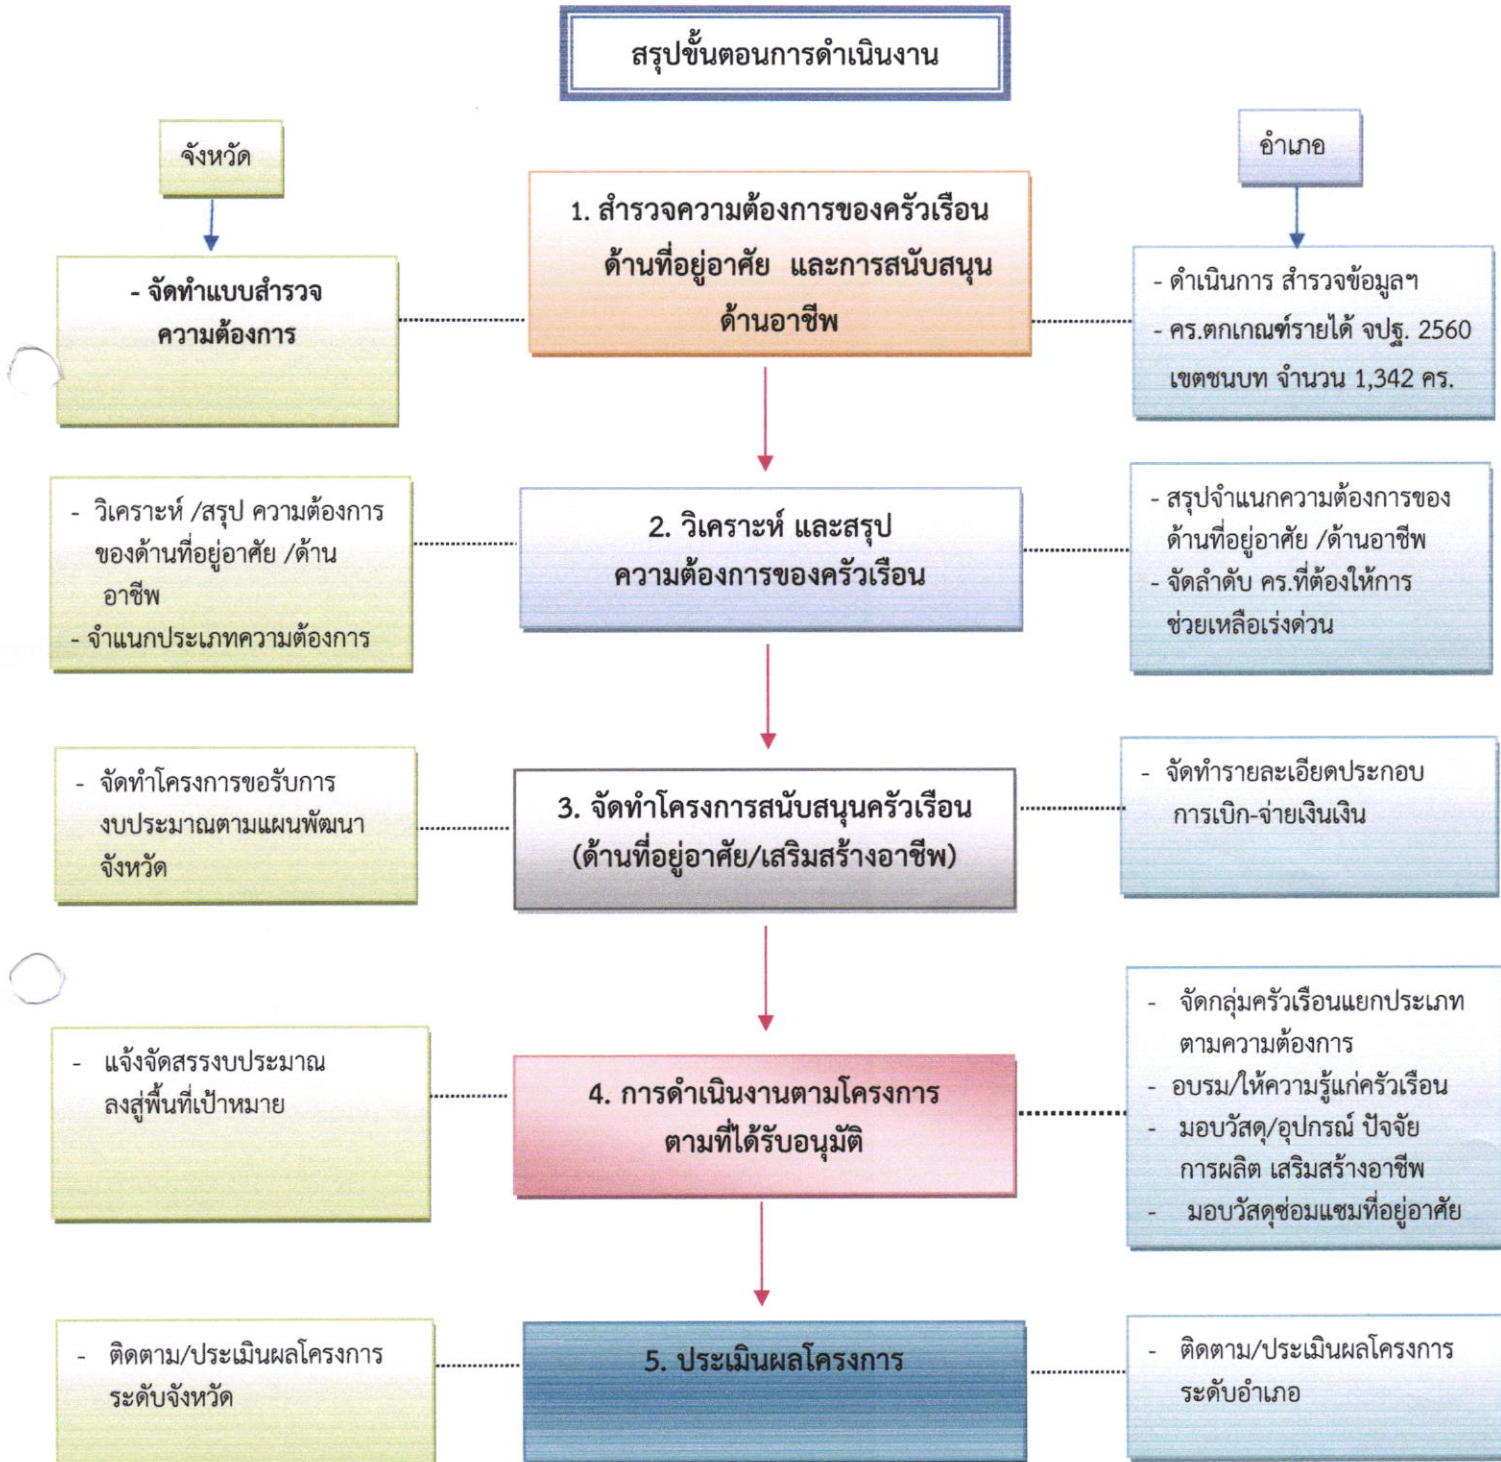 สรุปขั้นตอนการดำเนินงาน
จังหวัด
อำเภอ
1. สำรวจความต้องการของครัวเรือน
ด้านที่อยู่อาศัย และการสนับสนุน
ด้านอาชีพ
- จัดทำแบบสำรวจ
ความต้องการ
- ดำเนินการ สำรวจข้อมูลฯ
- คร.ตกเกณฑ์รายได้ จปฐ. 2560
เขตชนบท จำนวน 1,342 คร.
- วิเคราะห์ /สรุป ความต้องการ
ของด้านที่อยู่อาศัย /ด้าน
อาชีพ
- จำแนกประเภทความต้องการ
2. วิเคราะห์ และสรุป
ความต้องการของครัวเรือน
- สรุปจำแนกความต้องการของ
ด้านที่อยู่อาศัย /ด้านอาชีพ
- จัดลำดับ คร.ที่ต้องให้การ
ช่วยเหลือเร่งด่วน
- จัดทำโครงการขอรับการ
งบประมาณตามแผนพัฒนา
จังหวัด
3. จัดทำโครงการสนับสนุนครัวเรือน
(ด้านที่อยู่อาศัย/เสริมสร้างอาชีพ)
- จัดทำรายละเอียดประกอบ
การเบิก-จ่ายเงินเงิน
- แจ้งจัดสรรงบประมาณ
ลงสู่พื้นที่เป้าหมาย
4. การดำเนินงานตามโครงการ
ตามที่ได้รับอนุมัติ
- จัดกลุ่มครัวเรือนแยกประเภท
ตามความต้องการ
- อบรม/ให้ความรู้แก่ครัวเรือน
- มอบวัสดุ/อุปกรณ์ ปัจจัย
การผลิต เสริมสร้างอาชีพ
- มอบวัสดุซ่อมแซมที่อยู่อาศัย
- ติดตาม/ประเมินผลโครงการ
ระดับจังหวัด
5. ประเมินผลโครงการ
- ติดตาม/ประเมินผลโครงการ
ระดับอำเภอ